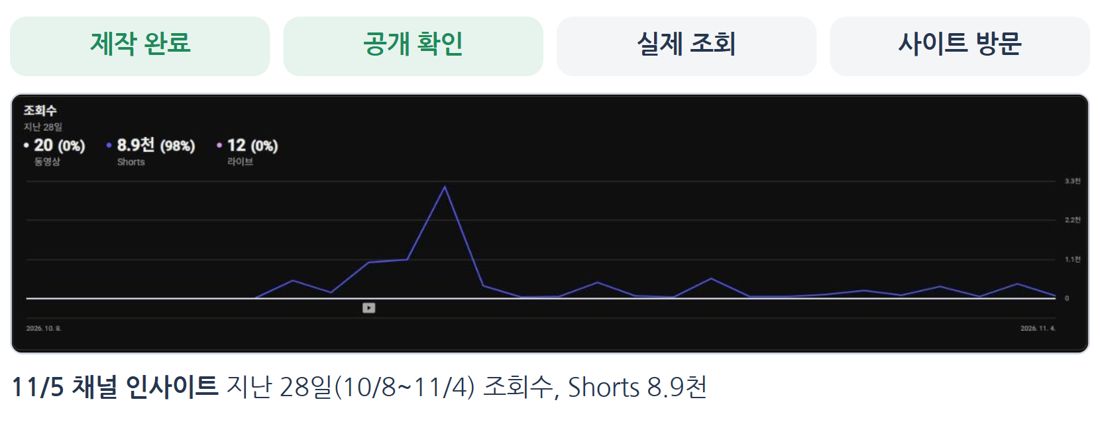 제작 완료
공개 확인
실제 조회
사이트 방문
조회수
지난 28일
20 (0%) 8.9천 (98%) 12 (0%)
동영상 Shorts 라이브
3.3천
2.2천
1.1천
0
2026. 10. 8. 2026. 11. 4.
11/5 채널 인사이트 지난 28일(10/8~11/4) 조회수, Shorts 8.9천